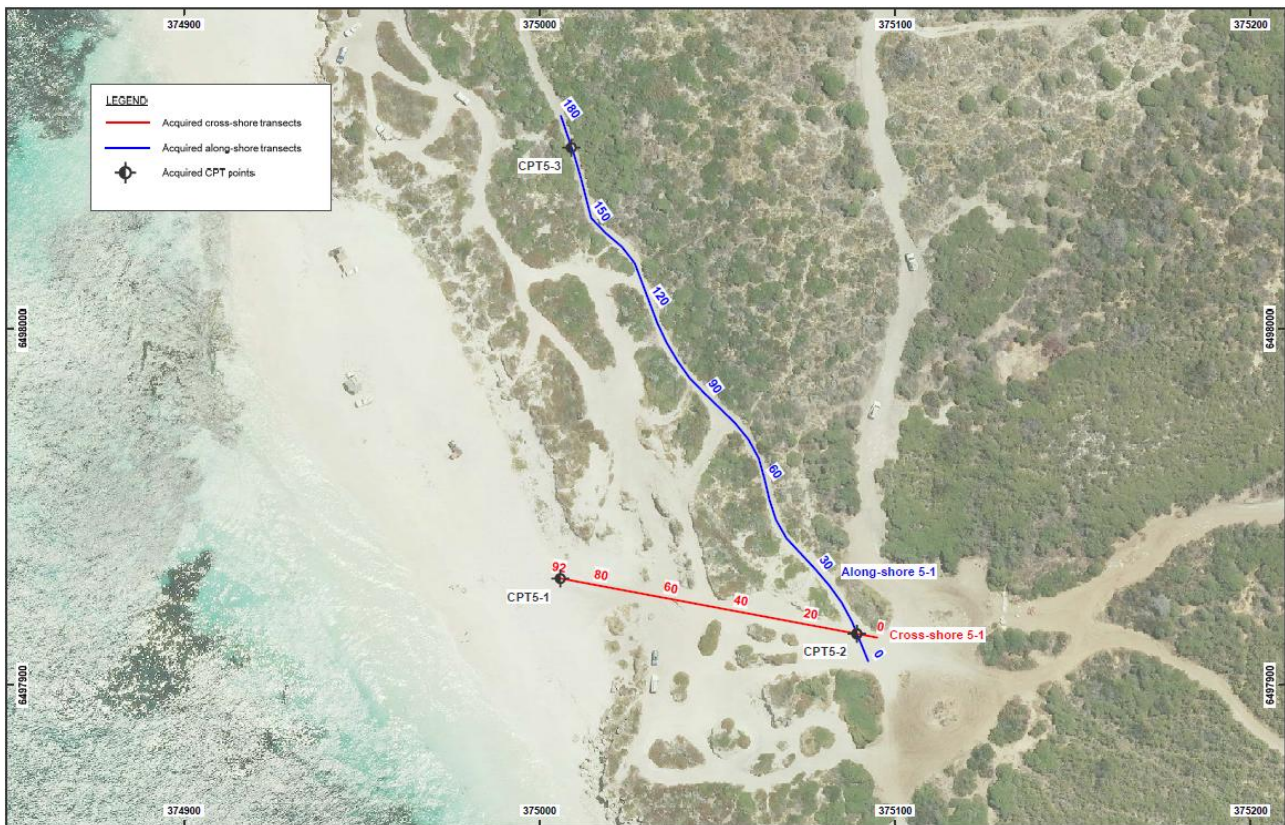 374900
375000
375100
375200
LEGEND:
Acquired cross-shore transects
Acquired along-shore transects
Acquired CPT points
180
CPT5-3
150
120
6498000
6498000
90
60
30
Along-shore 5-1
92
80
60
40
20
0
CPT5-1
Cross-shore 5-1
CPT5-2
0
6497900
6497900
374900
375000
375100
375200